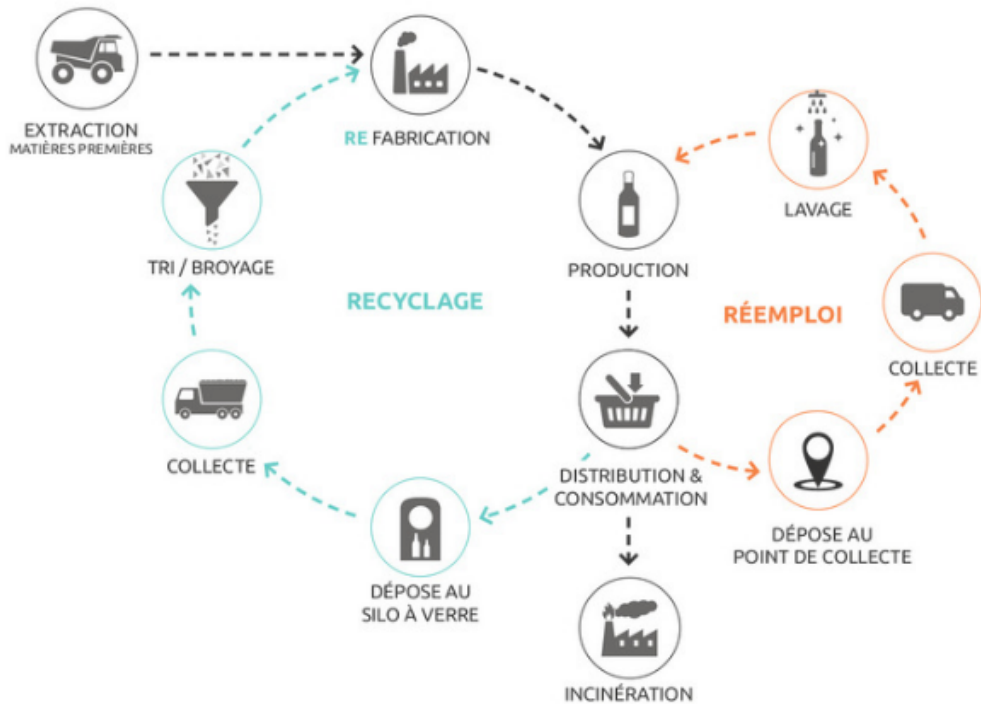 EXTRACTION
MATIÈRES PREMIÈRES
RE FABRICATION
LAVAGE
TRI / BROYAGE
PRODUCTION
RECYCLAGE
RÉEMPLOI
COLLECTE
COLLECTE
DISTRIBUTION &
CONSOMMATION
DÉPOSE AU
POINT DE COLLECTE
DÉPOSE AU
SILO À VERRE
INCINÉRATION